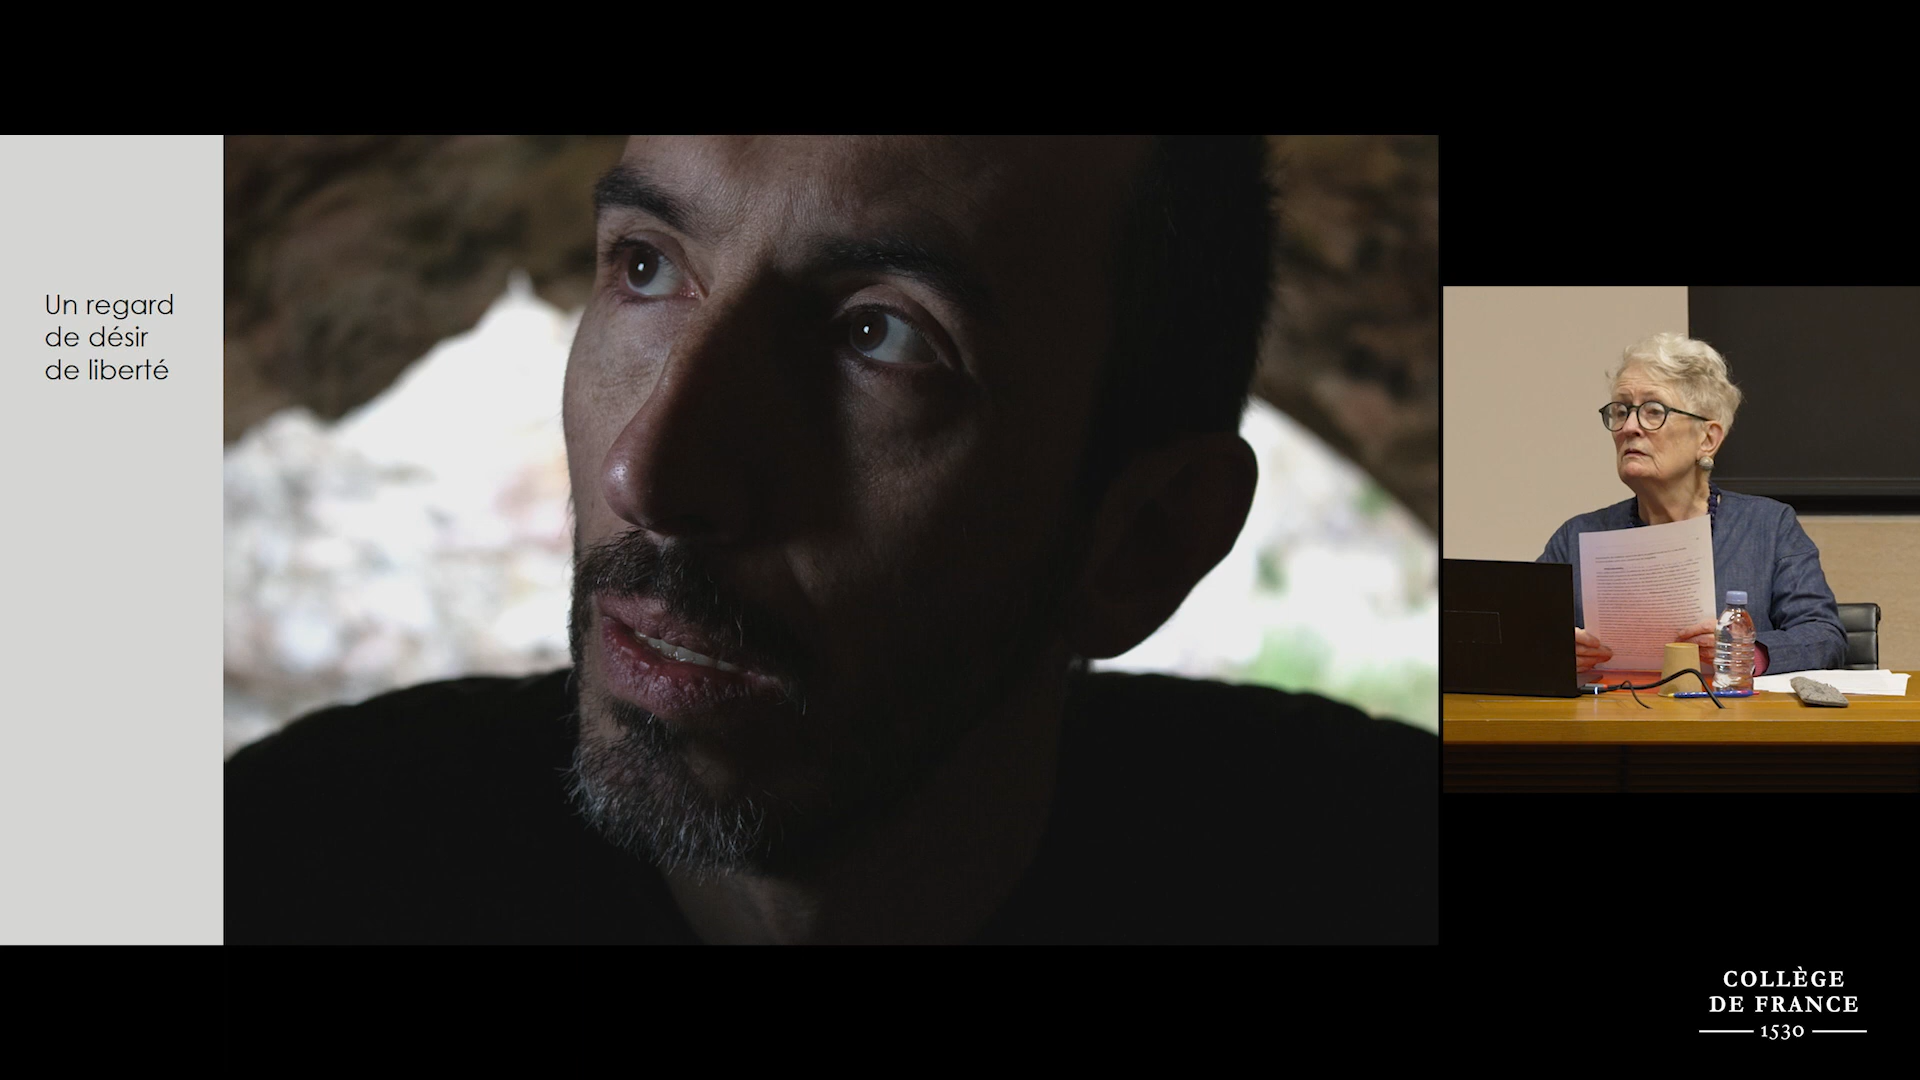 Un regard
de désir
de liberté
COLLÈGE
DE FRANCE
1530